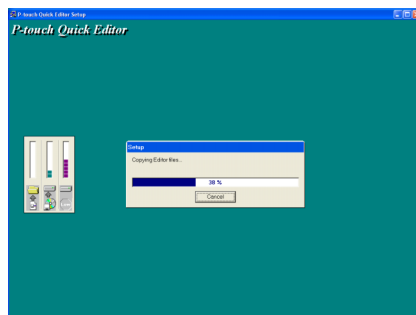 P-touch Quick Editor Setup
P-touch Quick Editor
Setup
Copying Editor files...
38 %
Cancel